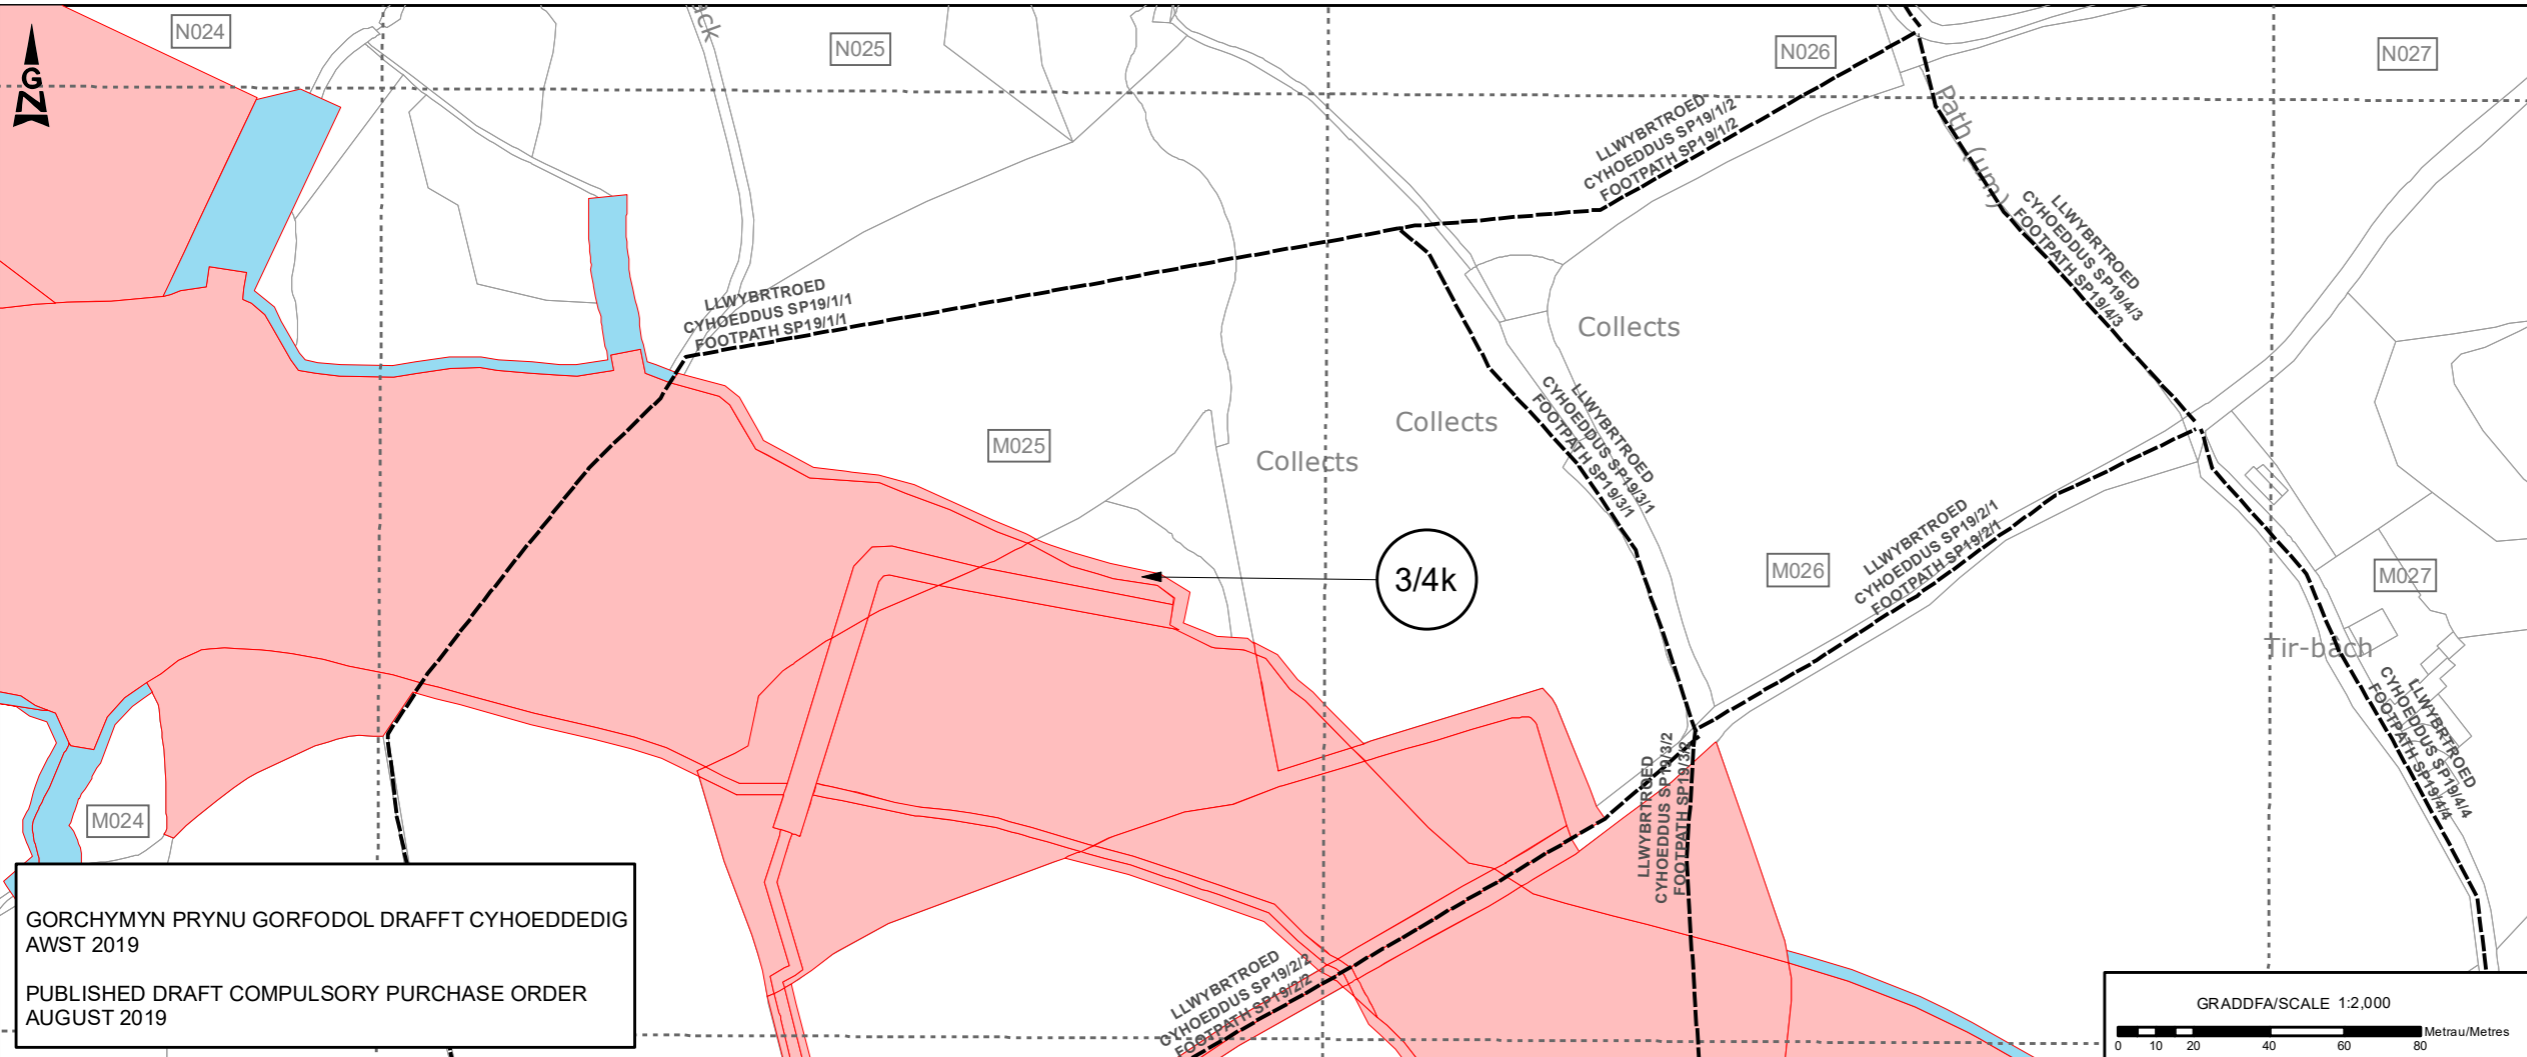 N024
N025
N026
N027
G
N
ack
LLWYBRTROED
CYHOEDDUS SP19/1/2
FOOTPATH SP19/1/2
Path (um)
LLWYBRTROED
CYHOEDDUS SP19/4/3
FOOTPATH SP19/4/3
LLWYBRTROED
CYHOEDDUS SP19/1/1
FOOTPATH SP19/1/1
Collects
Collects
Collects
M025
LLWYBRTROED
CYHOEDDUS SP19/3/1
FOOTPATH SP19/3/1
3/4k
M026
LLWYBRTROED
CYHOEDDUS SP19/2/1
FOOTPATH SP19/2/1
M027
Tir-bach
LLWYBRTROED
CYHOEDDUS SP19/4/4
FOOTPATH SP19/4/4
LLWYBRTROED
CYHOEDDUS SP19/3/2
FOOTPATH SP19/3/2
M024
LLWYBRTROED
CYHOEDDUS SP19/2/2
FOOTPATH SP19/2/2
GORCHYMYN PRYNU GORFODOL DRAFFT CYHOEDDEDIG
AWST 2019
PUBLISHED DRAFT COMPULSORY PURCHASE ORDER
AUGUST 2019
GRADDFA/SCALE 1:2,000
Metrau/Metres
0 10 20 40 60 80